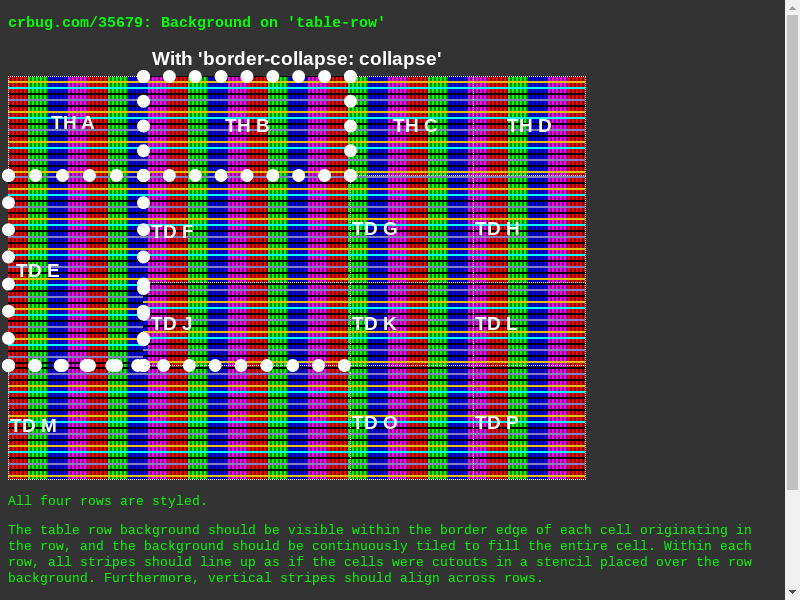 crbug.com/35679: Background on 'table-row'
With 'border-collapse: collapse'
TH A
TH B
TH C
TH D
TD E
TD F
TD G
TD H
TD J
TD K
TD L
TD M
TD O
TD P
All four rows are styled.
The table row background should be visible within the border edge of each cell originating in
the row, and the background should be continuously tiled to fill the entire cell. Within each
row, all stripes should line up as if the cells were cutouts in a stencil placed over the row
background. Furthermore, vertical stripes should align across rows.